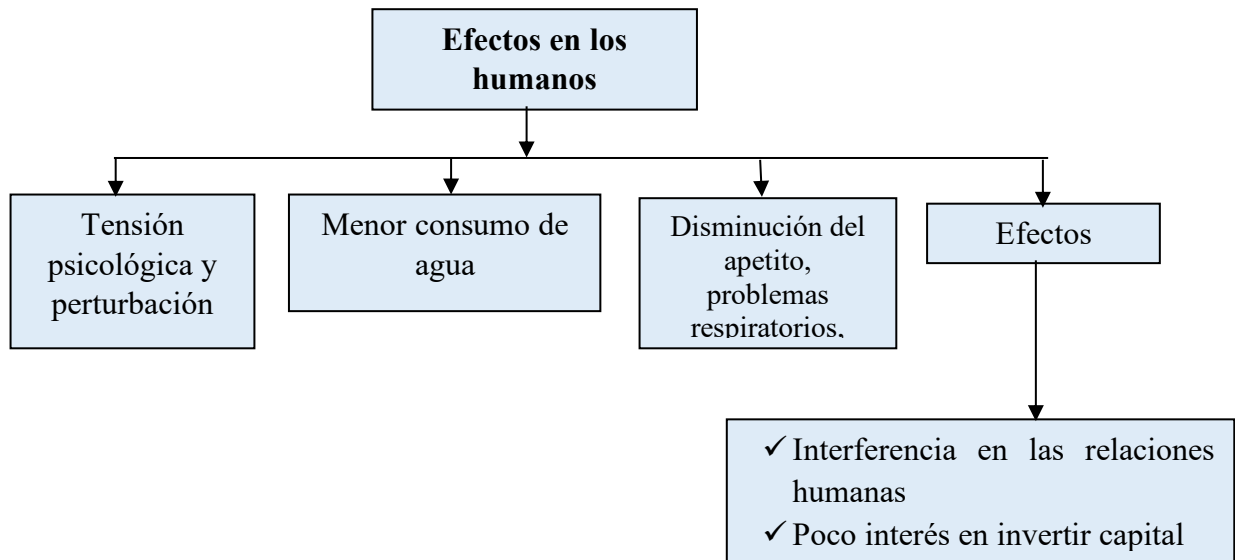 Efectos en los
humanos
Tensión
psicológica y
perturbación
Menor consumo de
agua
Disminución del
apetito,
problemas
respiratorios,
Efectos
✓ Interferencia en las relaciones
humanas
✓ Poco interés en invertir capital